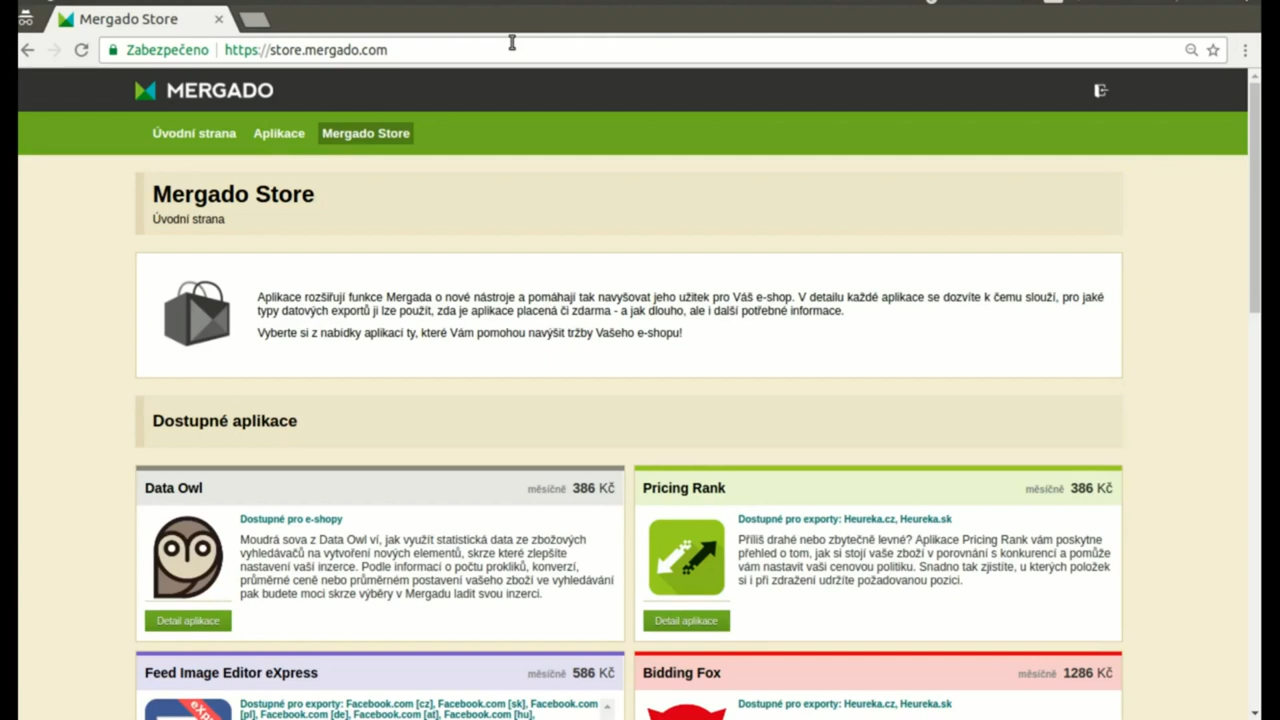 Mergado Store
Zabezpečeno
https://store.mergado.com
MERGADO
Úvodní strana
Aplikace
Mergado Store
Mergado Store
Úvodní strana
Aplikace rozšiřují funkce Mergada o nové nástroje a pomáhají tak navyšovat jeho užitek pro Váš e-shop. V detailu každé aplikace se dozvíte k čemu slouží, pro jaké
typy datových exportů ji lze použít, zda je aplikace placená či zdarma - a jak dlouho, ale i další potřebné informace.
Vyberte si z nabídky aplikací ty, které Vám pomohou navýšit tržby Vašeho e-shopu!
Dostupné aplikace
Data Owl
měsíčně 386 Kč
Dostupné pro e-shopy
Moudrá sova z Data Owl ví, jak využít statistická data ze zbožových
vyhledávačů na vytvoření nových elementů, skrze které zlepšíte
nastavení vaší inzerce. Podle informací o počtu prokliků, konverzí,
průměrné ceně nebo průměrném postavení vašeho zboží ve vyhledávání
pak budete moci skrze výběry v Mergadu ladit svou inzerci.
Detail aplikace
Pricing Rank
měsíčně 386 Kč
Dostupné pro exporty: Heureka.cz, Heureka.sk
Příliš drahé nebo zbytečně levné? Aplikace Pricing Rank vám poskytne
přehled o tom, jak si stojí vaše zboží v porovnání s konkurencí a pomůže
vám nastavit vaši cenovou politiku. Snadno tak zjistíte, u kterých položek
si i při zdražení udržíte požadovanou pozici.
Detail aplikace
Feed Image Editor eXpress
měsíčně 586 Kč
eXpr
Dostupné pro exporty: Facebook.com [cz], Facebook.com [sk], Facebook.com
[pl], Facebook.com [de], Facebook.com [at], Facebook.com [hu],
Bidding Fox
měsíčně 1286 Kč
Dostupné pro exporty: Heureka.cz, Heureka.sk